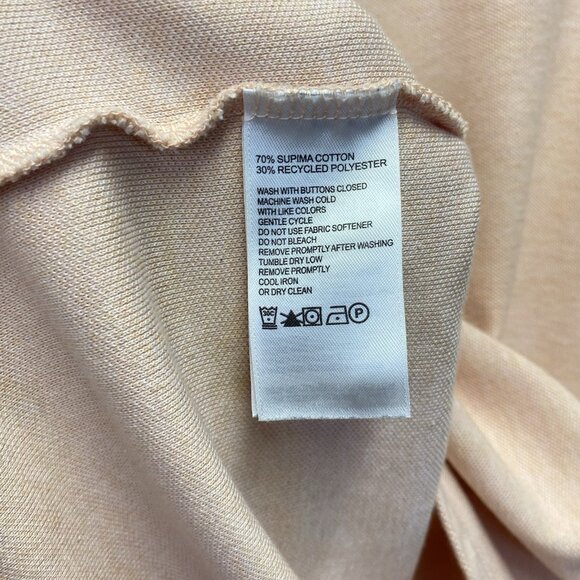 70% SUPIMA COTTON
30% RECYCLED POLYESTER
WASH WITH BUTTONS CLOSED
MACHINE WASH COLD
WITH LIKE COLORS
GENTLE CYCLE
DO NOT USE FABRIC SOFTENER
DO NOT BLEACH
REMOVE PROMPTLY AFTER WASHING
TUMBLE DRY LOW
REMOVE PROMPTLY
COOL IRON
OR DRY CLEAN
P